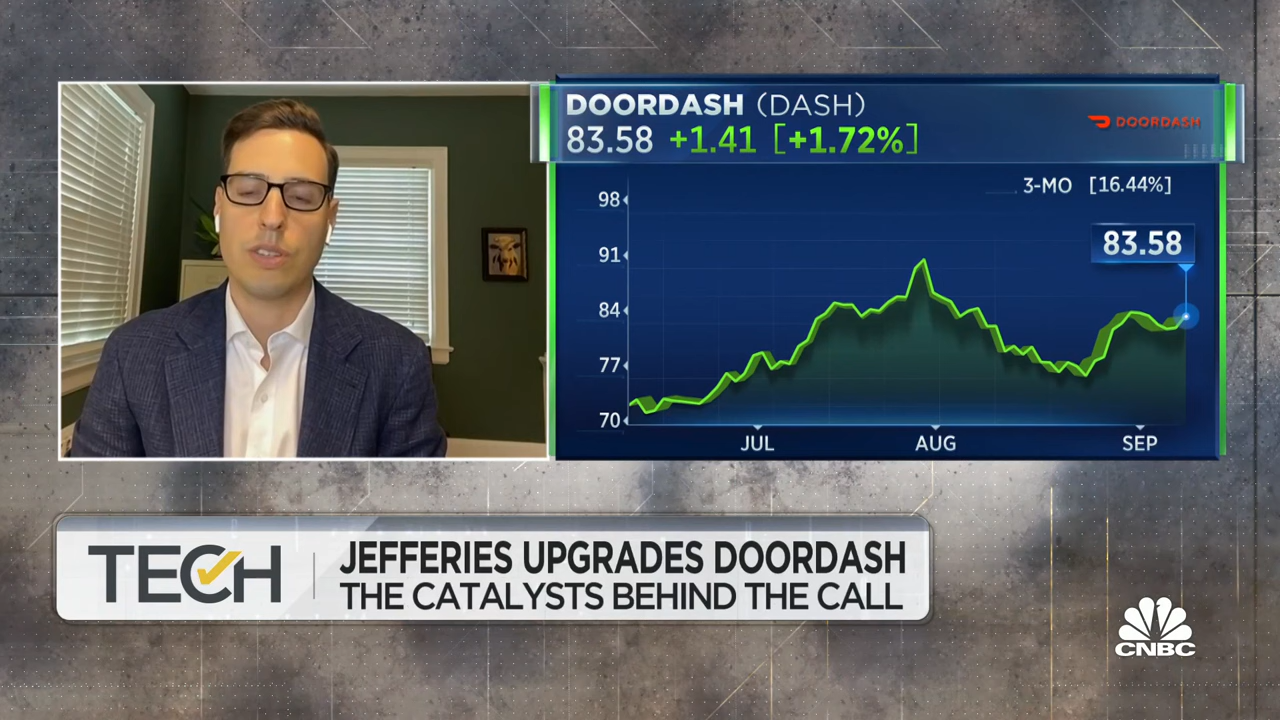 DOORDASH (DASH)
83.58 +1.41 [+1.72%]
DOORDASH
3-MO [16.44%]
98
91
84
77
70
83.58
JUL AUG SEP
TECH
JEFFERIES UPGRADES DOORDASH
THE CATALYSTS BEHIND THE CALL
CNBC